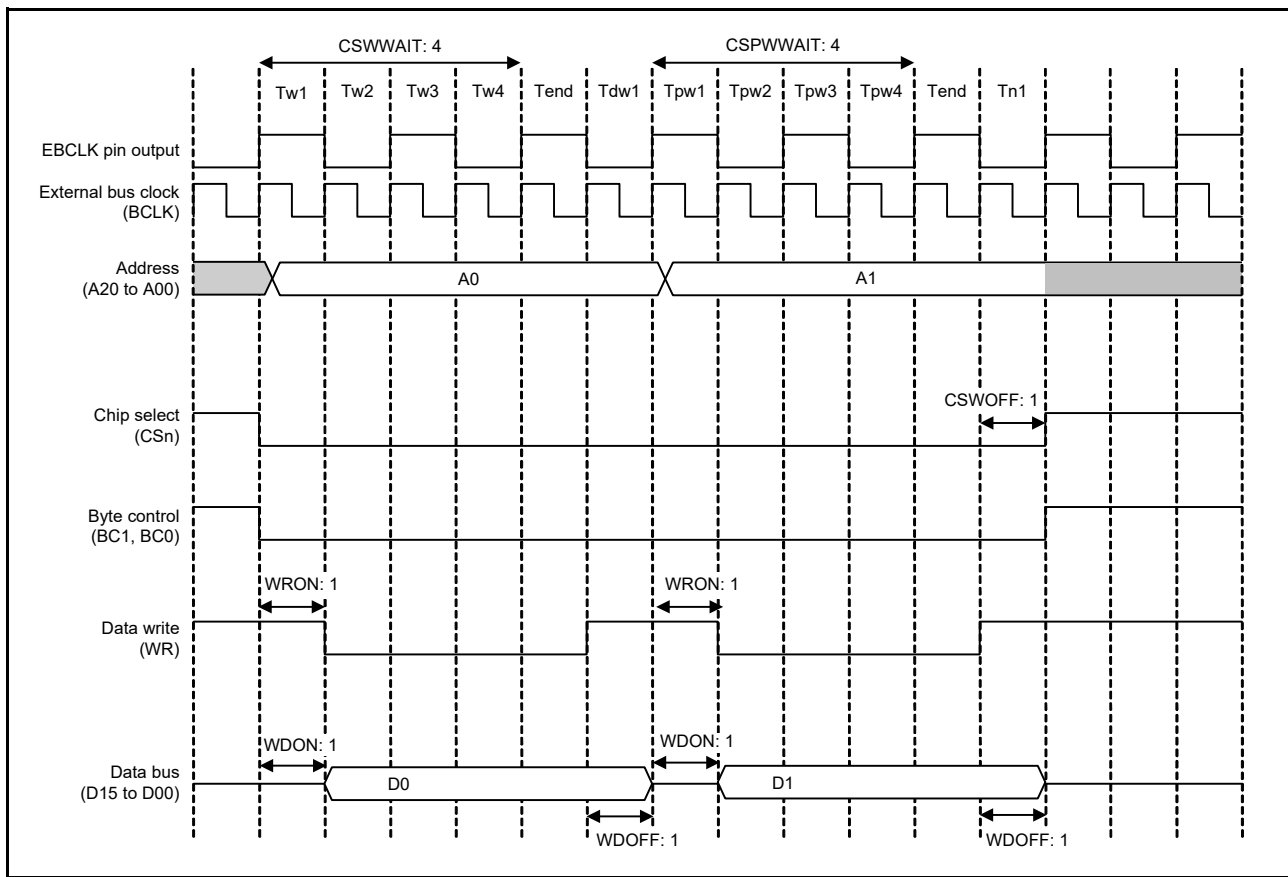 CSWWAIT: 4 CSPWWAIT: 4
Tw1 Tw2 Tw3 Tw4 Tend Tdw1 Tpw1 Tpw2 Tpw3 Tpw4 Tend Tn1
EBCLK pin output
External bus clock
(BCLK)
Address
(A20 to A00)
A0 A1
CSWOFF: 1
Chip select
(CSn)
Byte control
(BC1, BC0)
WRON: 1 WRON: 1
Data write
(WR)
WDON: 1 WDON: 1
Data bus
(D15 to D00)
D0 D1
WDOFF: 1 WDOFF: 1